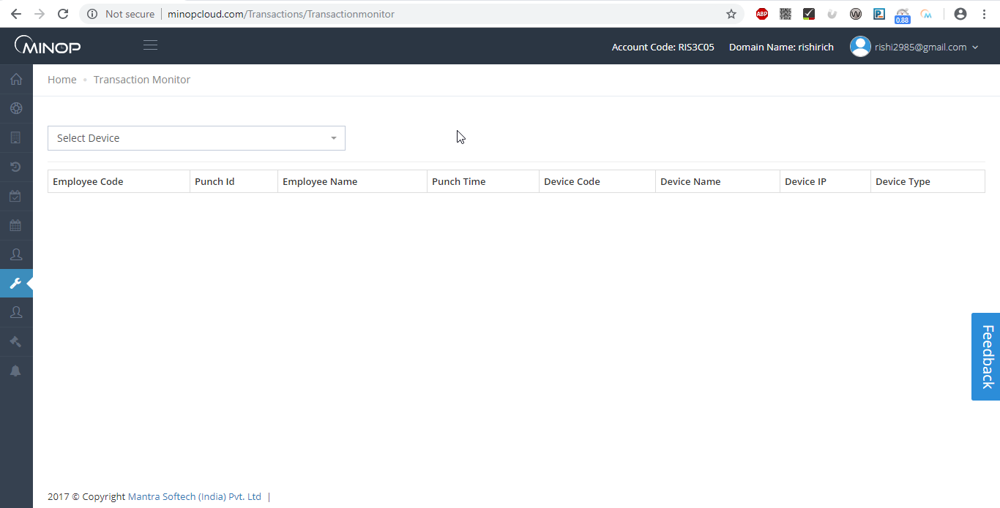 Not secure | minopcloud.com/Transactions/Transactionmonitor
ABP
0.88
MINOP
Account Code: RIS3C05 Domain Name: rishirich rishi2985@gmail.com
Home • Transaction Monitor
Select Device
Employee Code Punch Id Employee Name Punch Time Device Code Device Name Device IP Device Type
Feedback
2017 © Copyright Mantra Softech (India) Pvt. Ltd |